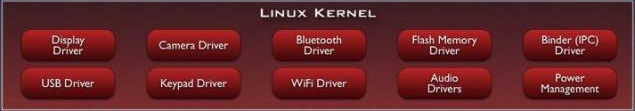 LINUX KERNEL
Display
Driver
Camera Driver
Bluetooth
Driver
Flash Memory
Driver
Binder (IPC)
Driver
USB Driver
Keypad Driver
WiFi Driver
Audio
Drivers
Power
Management